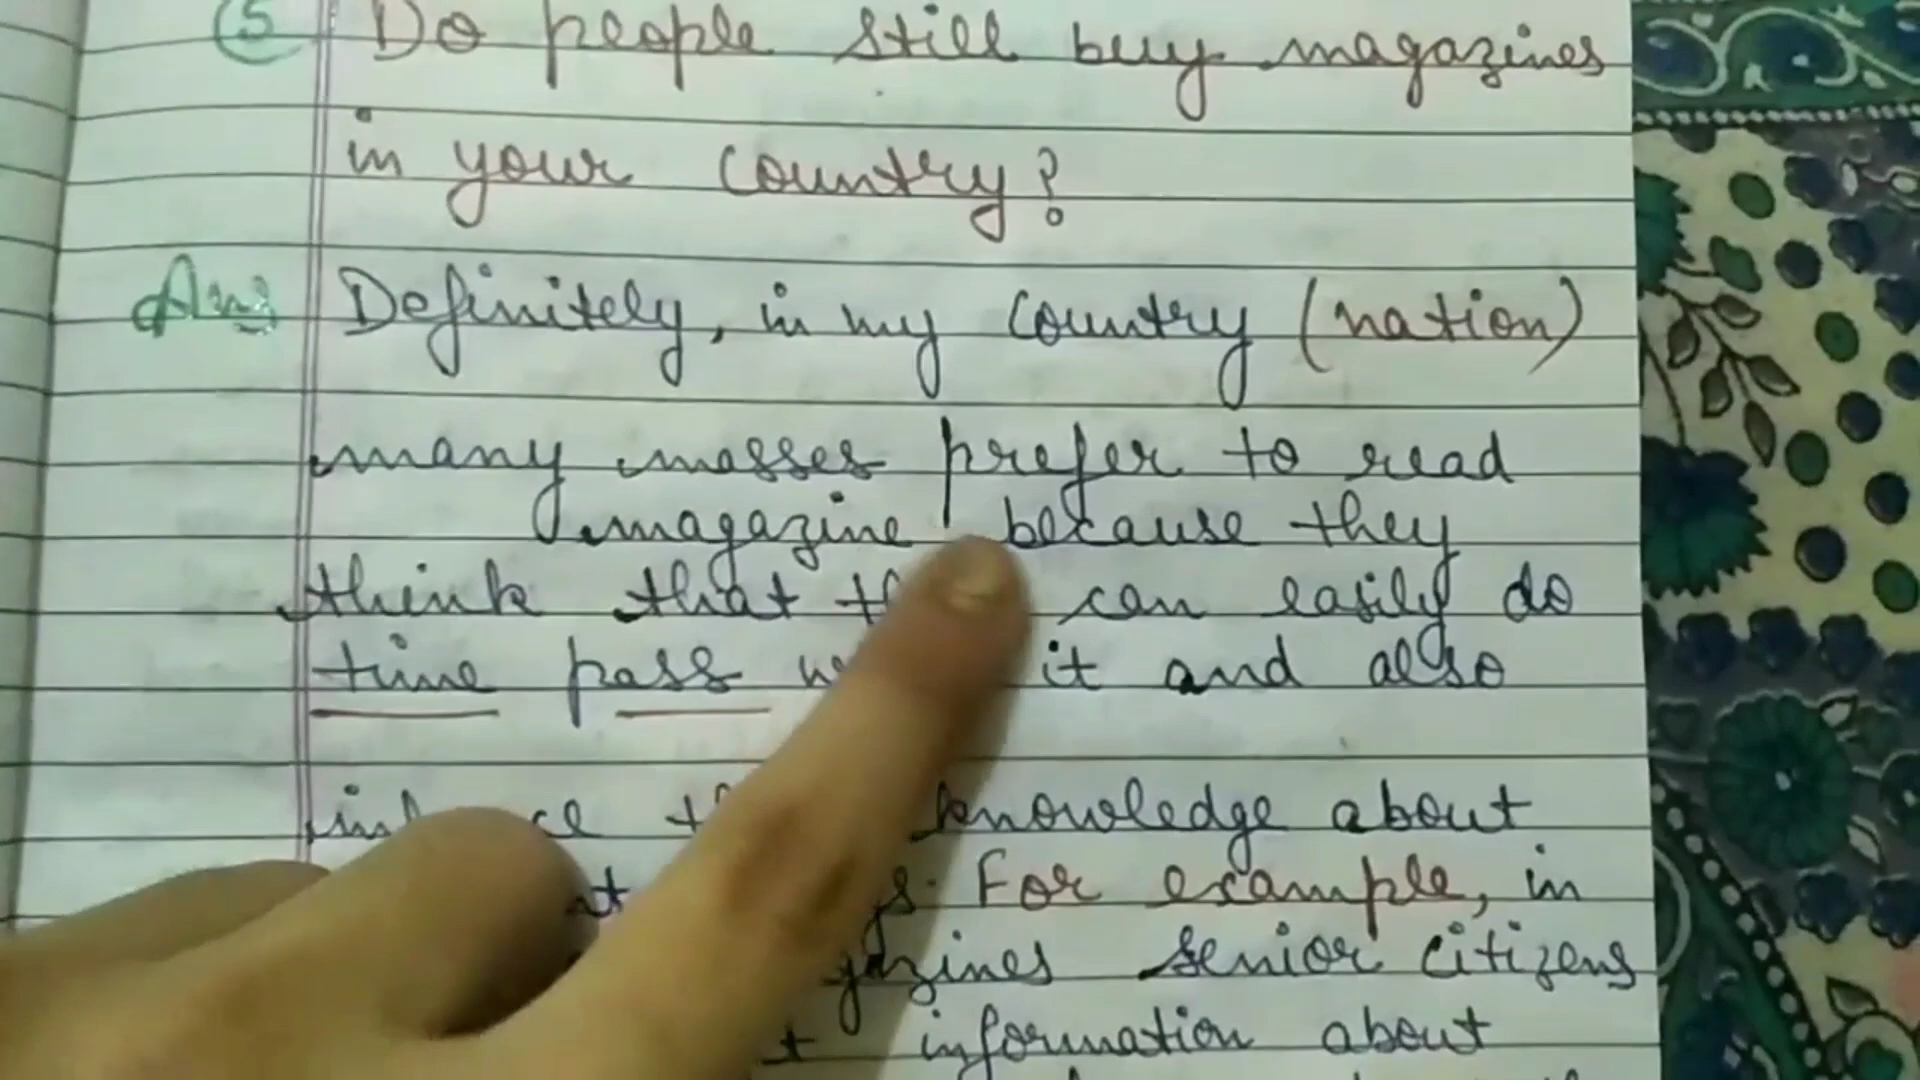 5 Do people still buy magazines
in your country?
Ans Definitely, in my country (nation)
many masses prefer to read
magazine because they
think that can easily do
time pass it and also
knowledge about
For example, in
senior citizens
information about